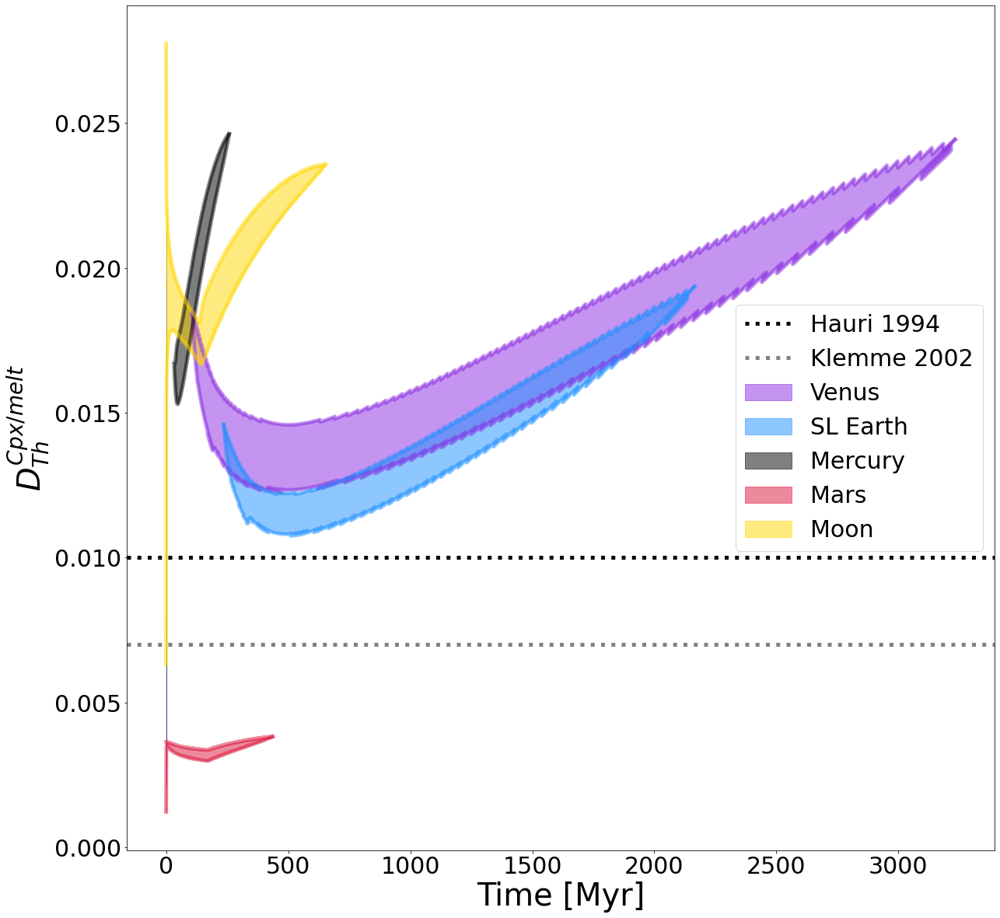 0.025
0.020
0.015
0.010
0.005
0.000
D_{Th}^{Cpx/melt}
0 500 1000 1500 2000 2500 3000
Time [Myr]
Hauri 1994
Klemme 2002
Venus
SL Earth
Mercury
Mars
Moon